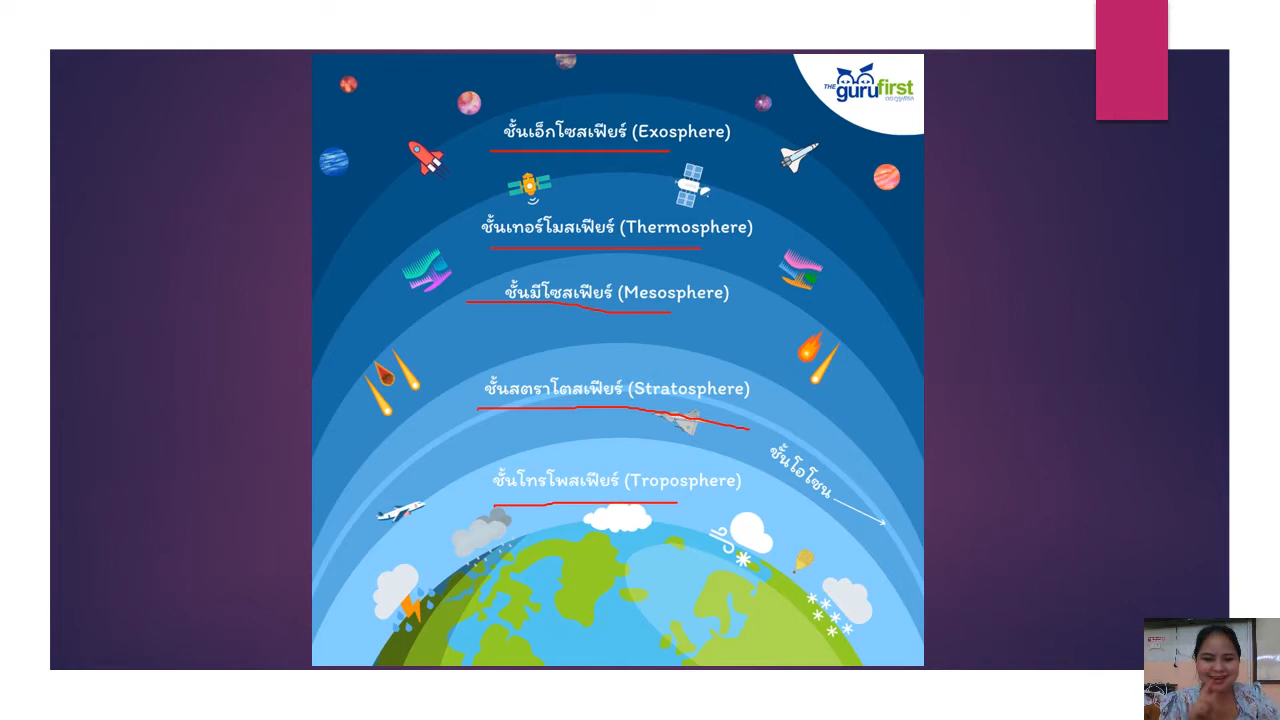 THE gurufirst
ชั้นเอ็กโซสเฟียร์ (Exosphere)
ชั้นเทอร์โมสเฟียร์ (Thermosphere)
ชั้นมีโซสเฟียร์ (Mesosphere)
ชั้นสตราโตสเฟียร์ (Stratosphere)
ชั้นโอโซน
ชั้นโทรโพสเฟียร์ (Troposphere)